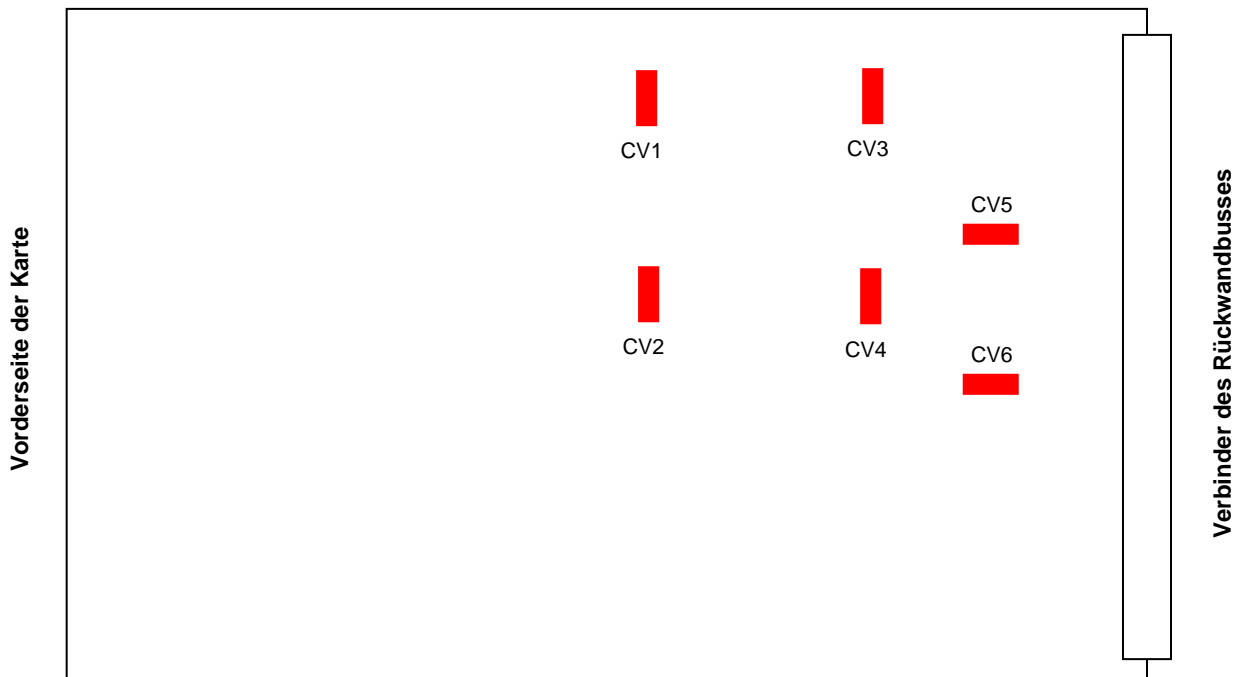 Vorderseite der Karte
CV1
CV3
CV5
CV2
CV4
CV6
Verbinder des Rückwandbusses